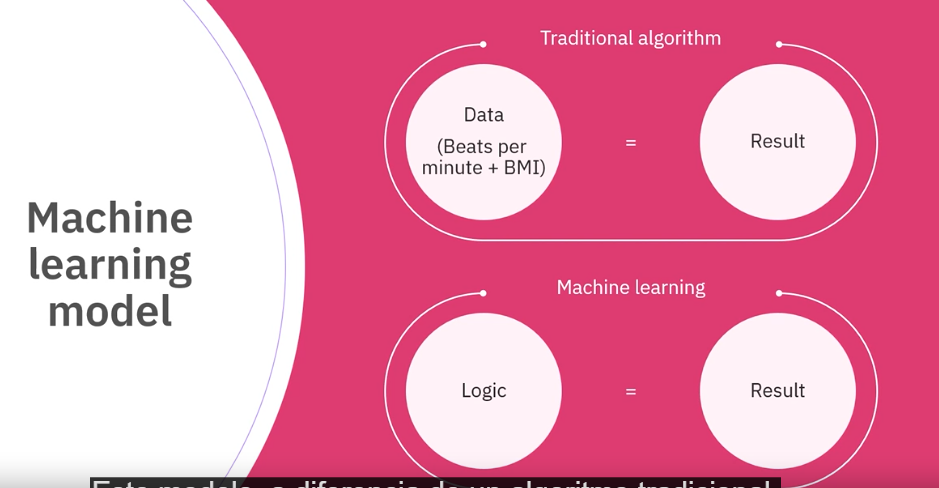 Machine
learning
model
Traditional algorithm
Data
(Beats per
minute + BMI)
=
Result
Machine learning
Logic
=
Result
Este modelo, a diferencia de un algoritmo tradicional,